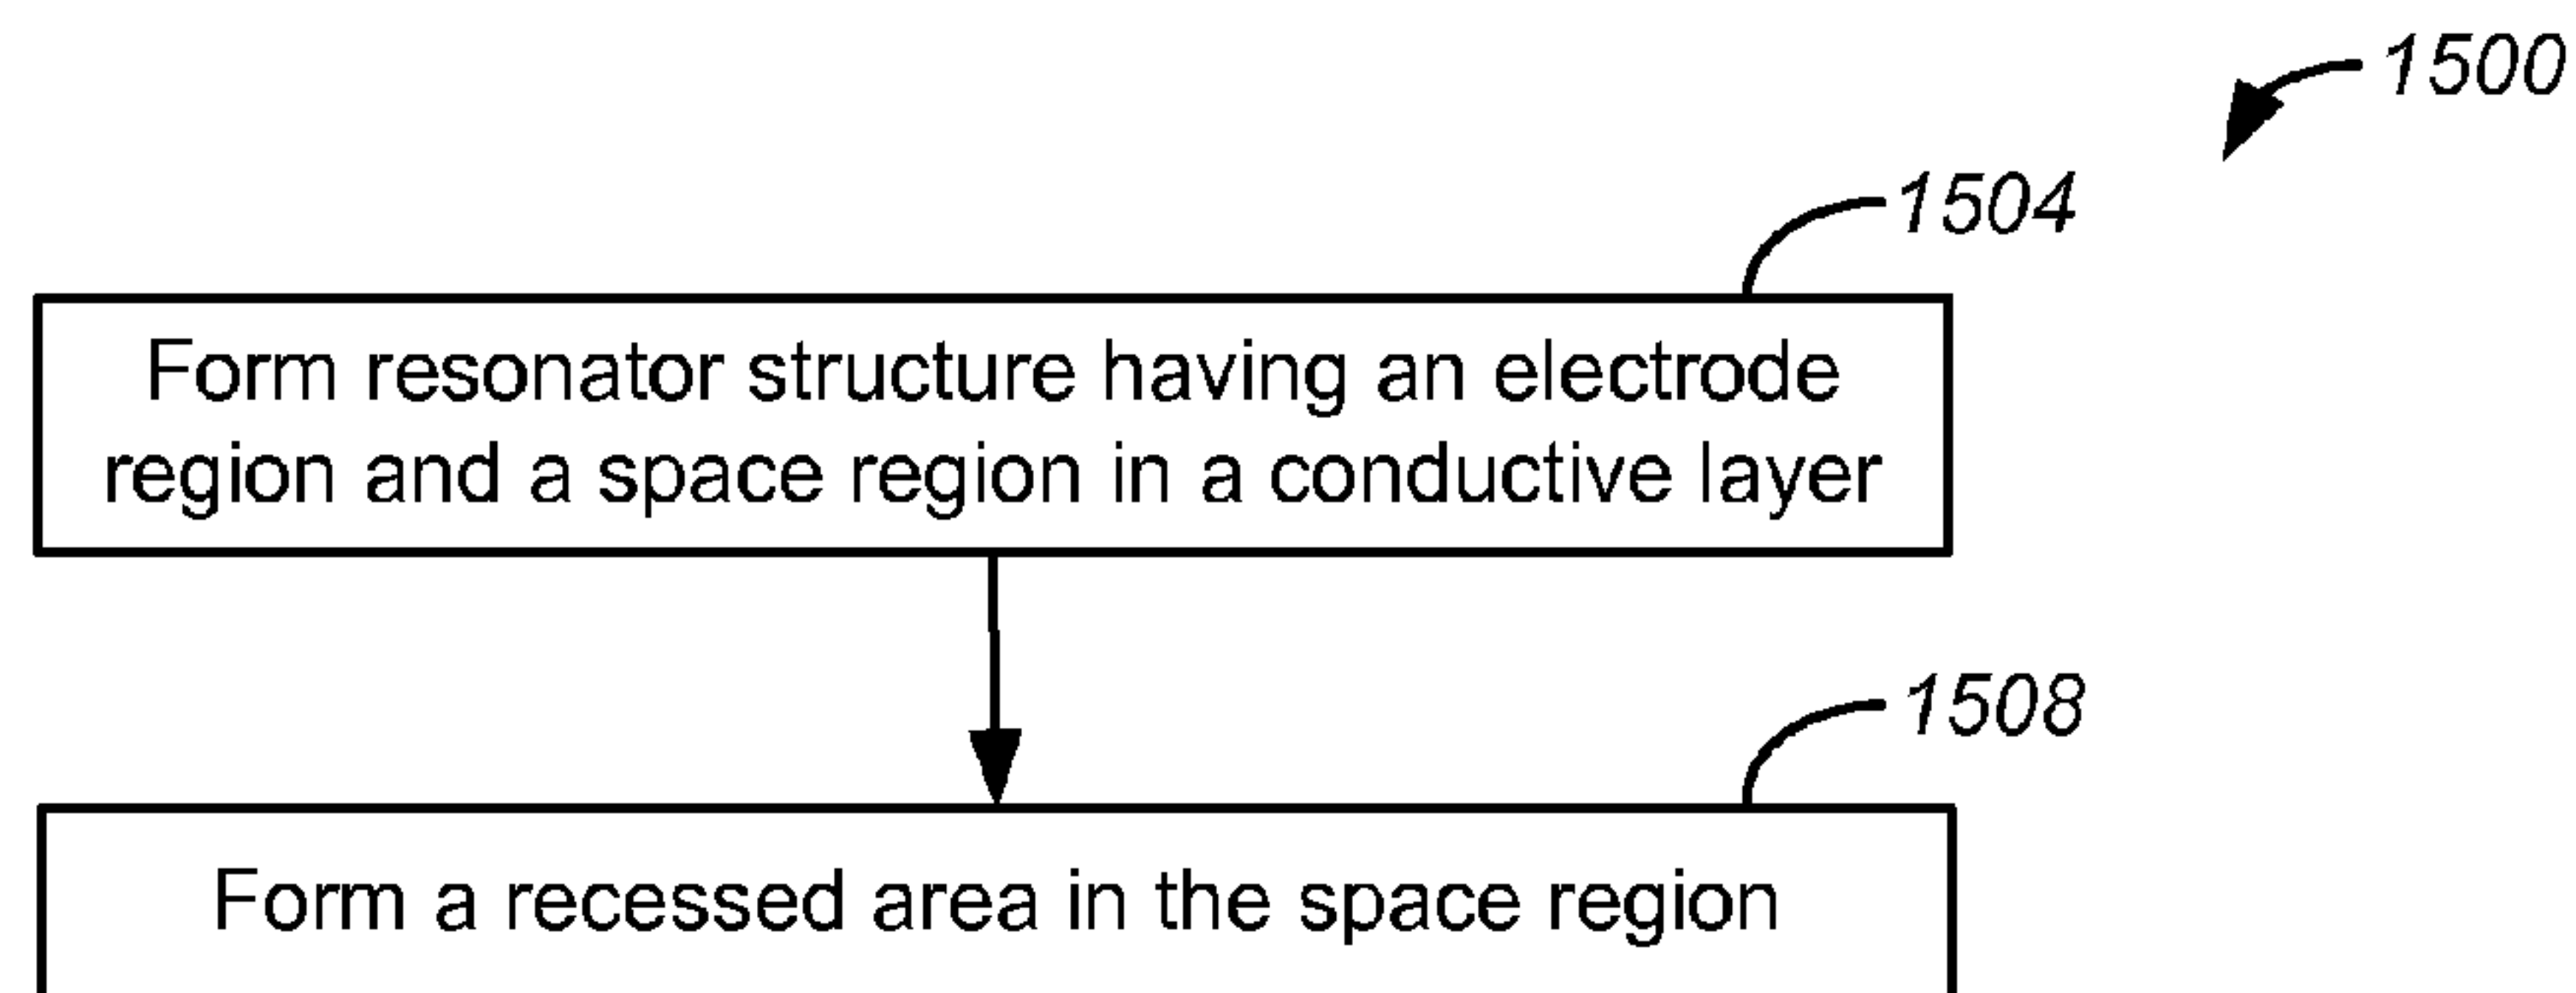 1500
1504
Form resonator structure having an electrode
region and a space region in a conductive layer
1508
Form a recessed area in the space region